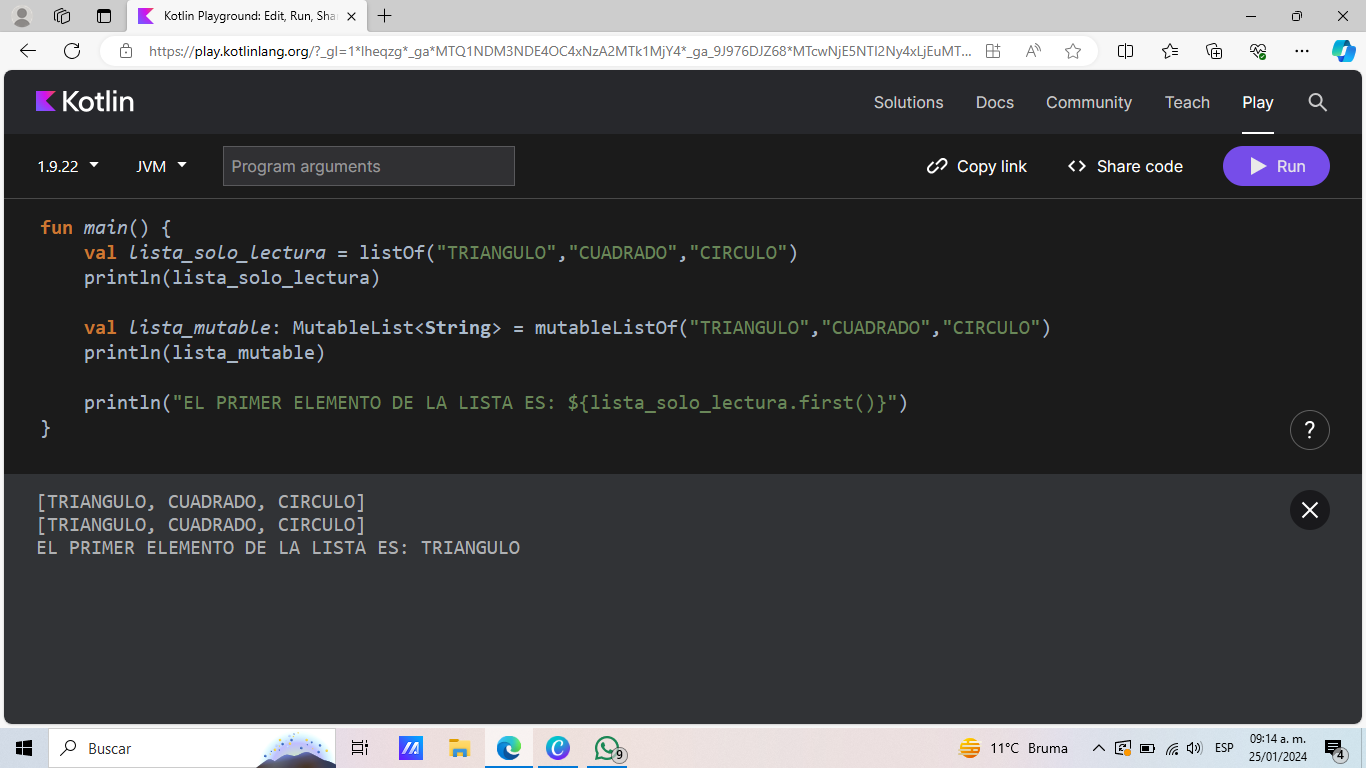 Kotlin Playground: Edit, Run, Shar
https://play.kotlinlang.org/?_gl=1*lheqzg*_ga*MTQ1NDM3NDE4OC4xNzA2MTk1MjY4*_ga_9J976DJZ68*MTcwNjE5NTI2Ny4xLjEuMT...
Kotlin
Solutions
Docs
Community
Teach
Play
1.9.22
JVM
Program arguments
Copy link
Share code
Run
fun main() {
    val lista_solo_lectura = listOf("TRIANGULO","CUADRADO","CIRCULO")
    println(lista_solo_lectura)
    val lista_mutable: MutableList<String> = mutableListOf("TRIANGULO","CUADRADO","CIRCULO")
    println(lista_mutable)
    println("EL PRIMER ELEMENTO DE LA LISTA ES: ${lista_solo_lectura.first()}")
}
?
[TRIANGULO, CUADRADO, CIRCULO]
[TRIANGULO, CUADRADO, CIRCULO]
EL PRIMER ELEMENTO DE LA LISTA ES: TRIANGULO
Buscar
9
11°C Bruma
ESP
09:14 a. m.
25/01/2024
4